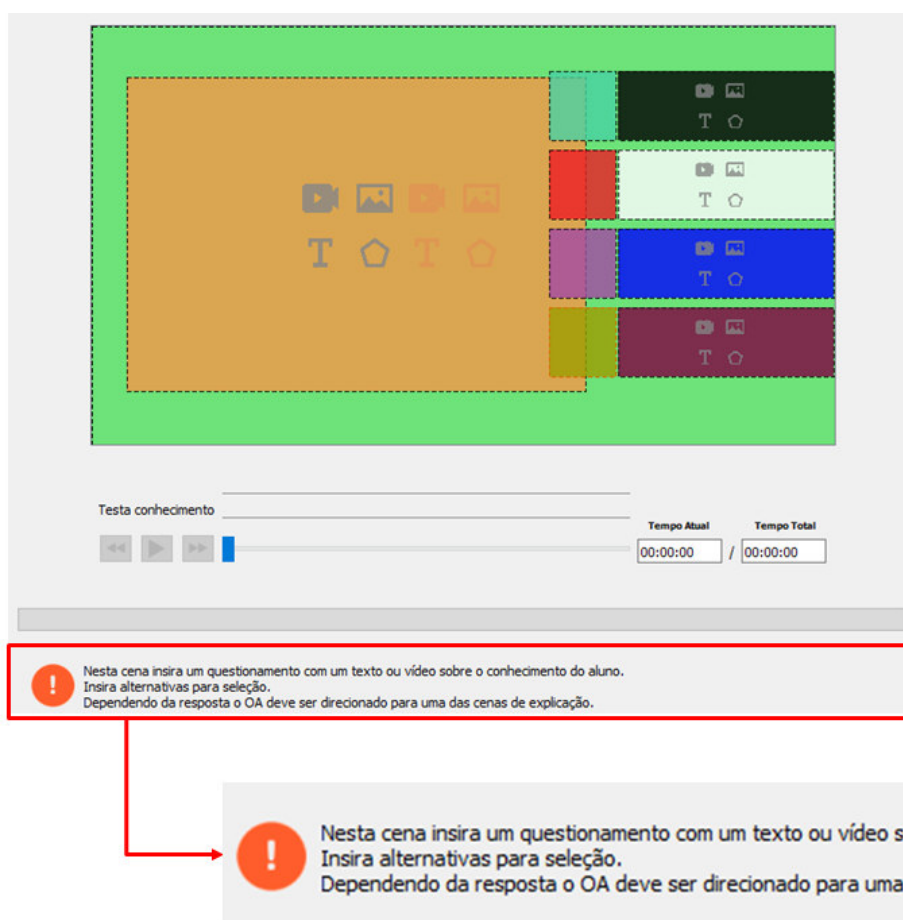 Testa conhecimento
Tempo Atual
Tempo Total
00:00:00 / 00:00:00
Nesta cena insira um questionamento com um texto ou vídeo sobre o conhecimento do aluno.
Insira alternativas para seleção.
Dependendo da resposta o OA deve ser direcionado para uma das cenas de explicação.
Nesta cena insira um questionamento com um texto ou vídeo s
Insira alternativas para seleção.
Dependendo da resposta o OA deve ser direcionado para uma